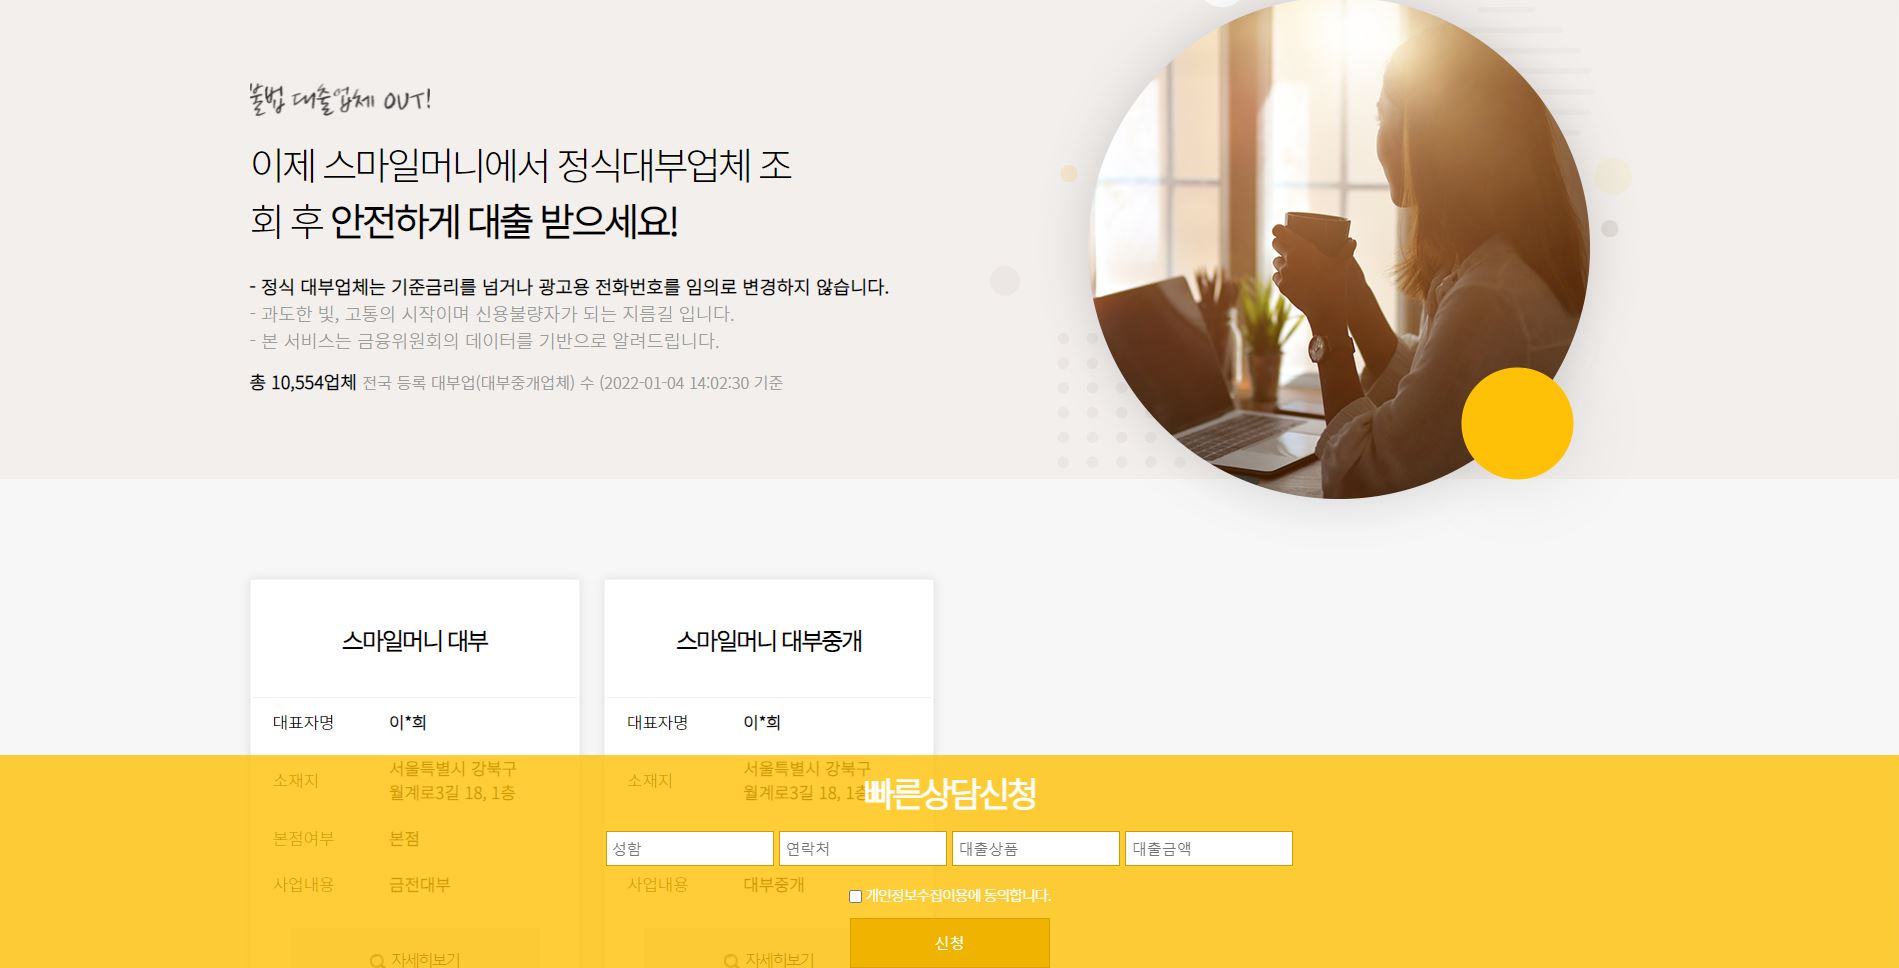 불법 대출업체 OUT!
이제 스마일머니에서 정식대부업체 조
회 후 안전하게 대출 받으세요!
- 정식 대부업체는 기준금리를 넘거나 광고용 전화번호를 임의로 변경하지 않습니다.
- 과도한 빛, 고통의 시작이며 신용불량자가 되는 지름길 입니다.
- 본 서비스는 금융위원회의 데이터를 기반으로 알려드립니다.
총 10,554업체 전국 등록 대부업(대부중개업체) 수 (2022-01-04 14:02:30 기준
스마일머니 대부
대표자명 이*희
소재지 서울특별시 강북구
월계로3길 18, 1층
본점여부 본점
사업내용 금전대부
자세히보기
스마일머니 대부중개
대표자명 이*희
소재지 서울특별시 강북구
월계로3길 18, 1층
사업내용 대부중개
자세히보기
빠른상담신청
성함 연락처 대출상품 대출금액
개인정보수집이용에 동의합니다.
신청